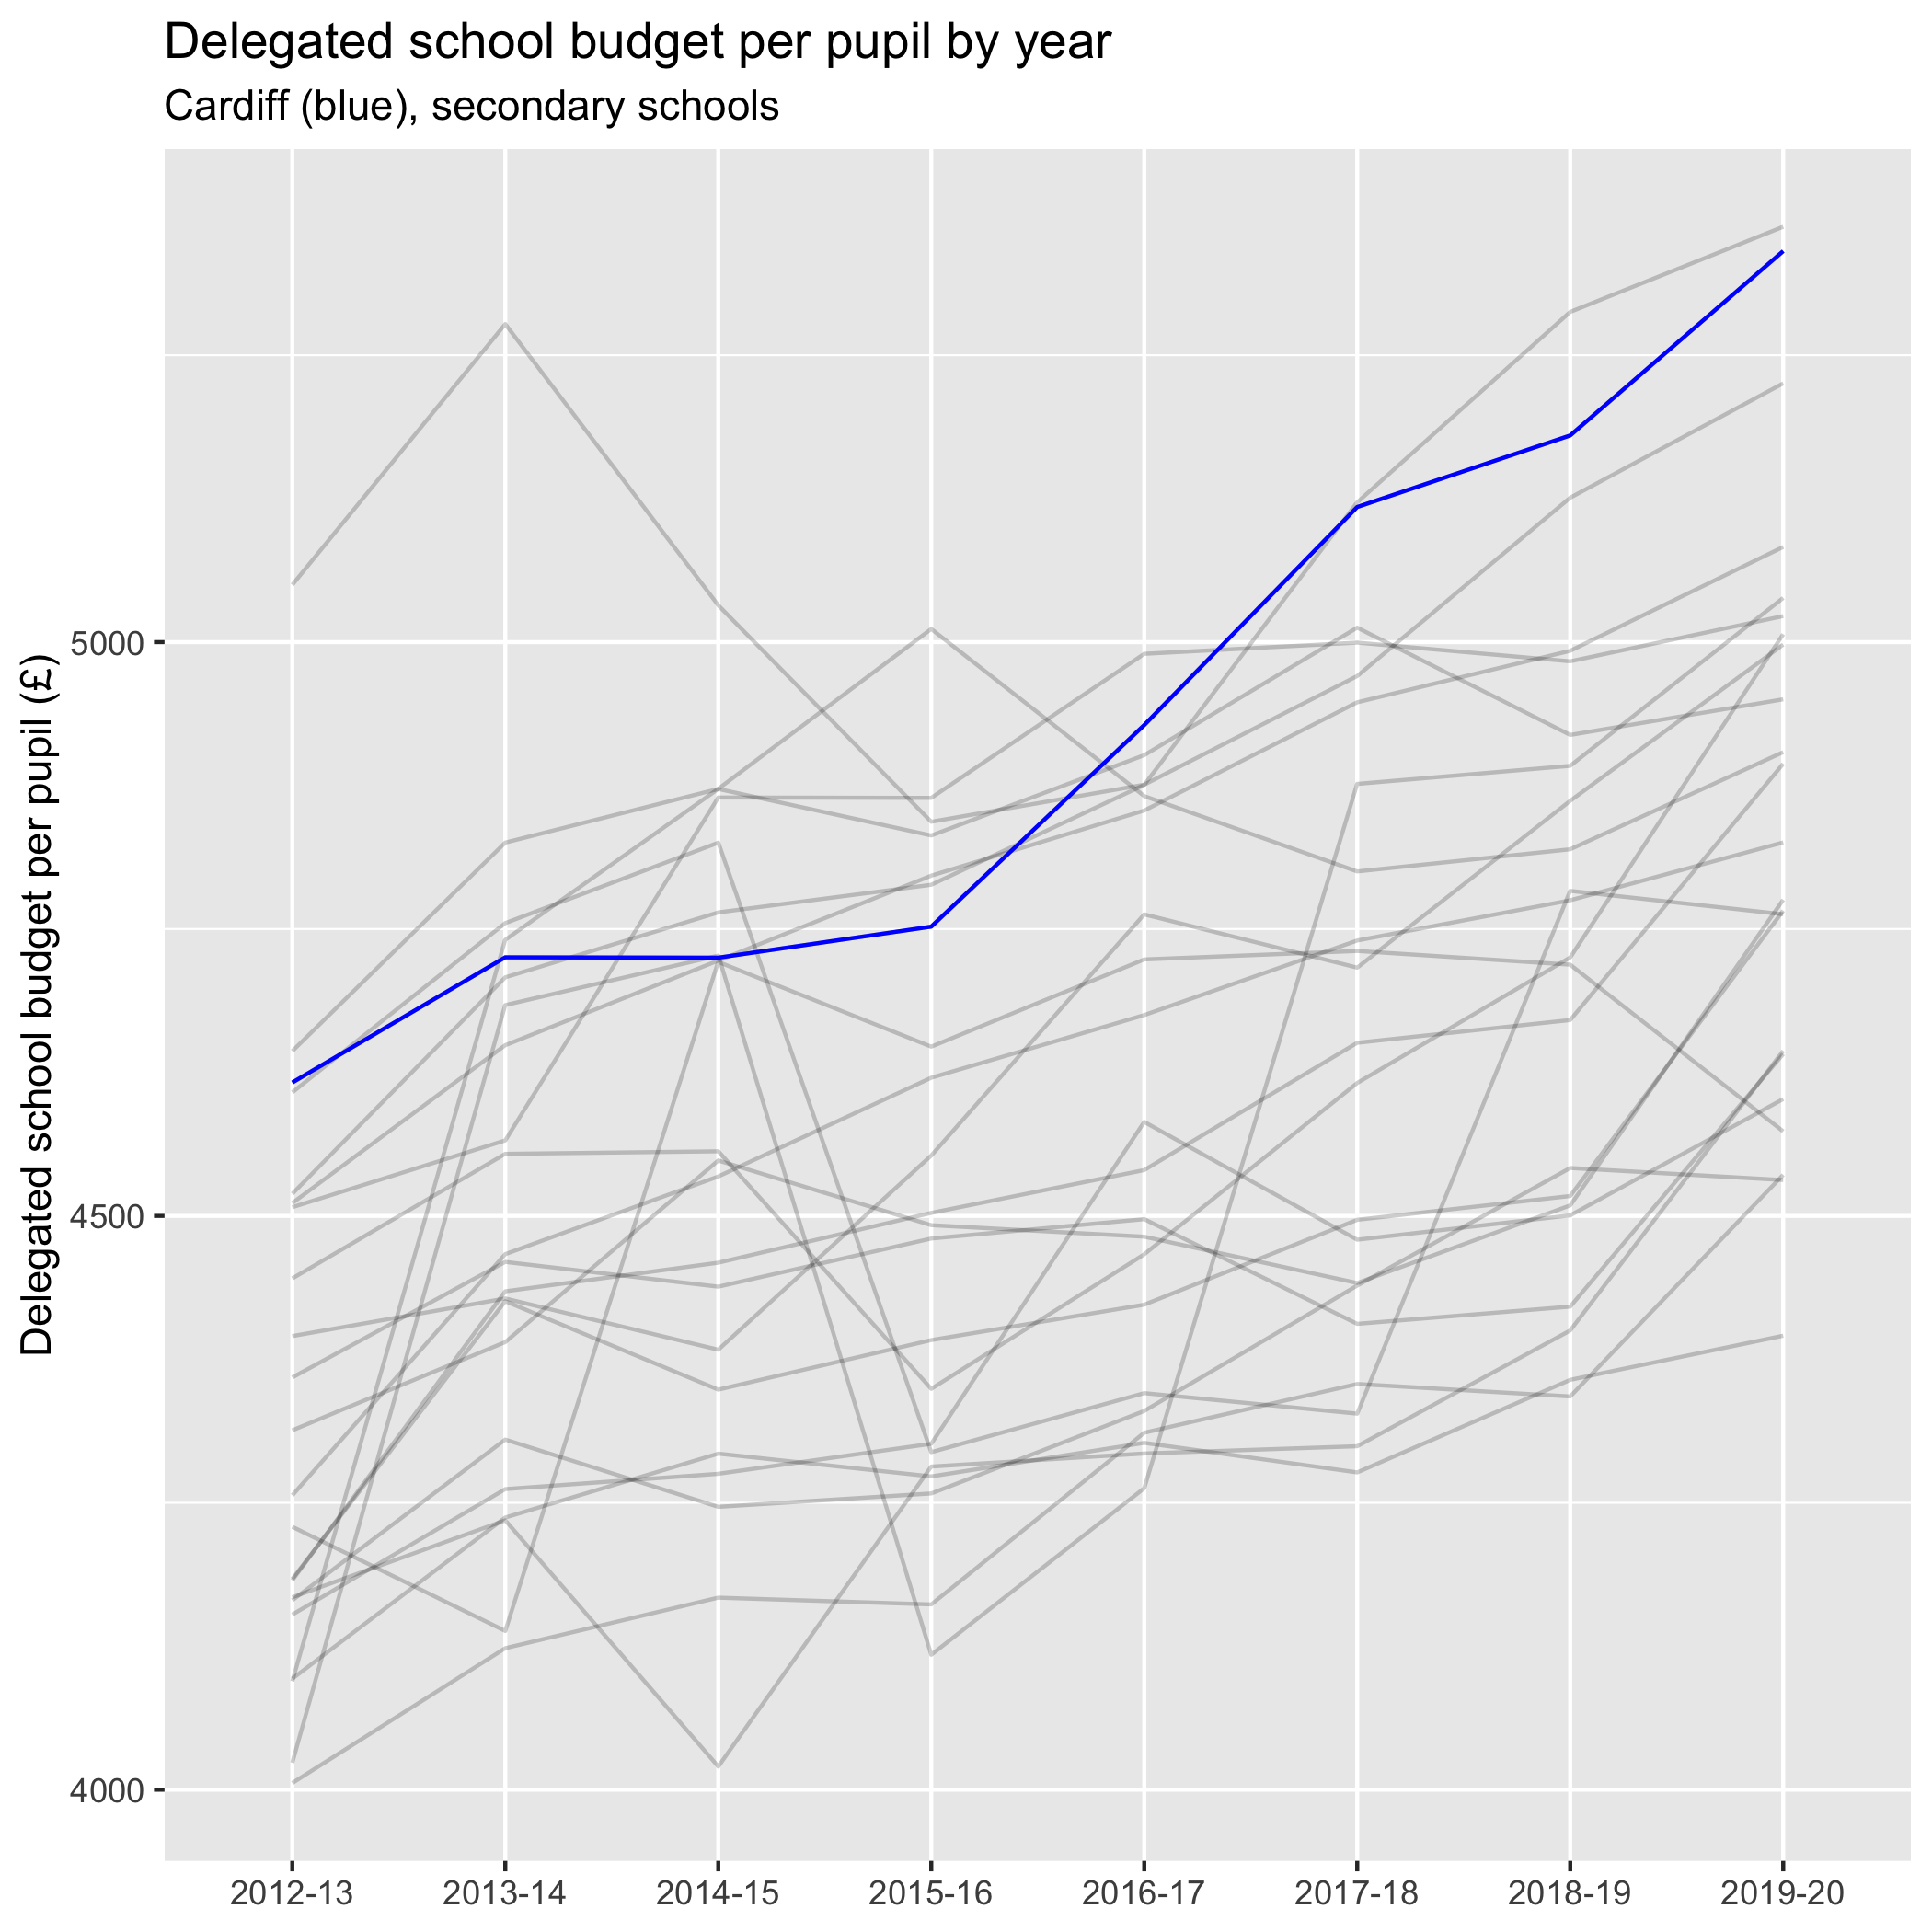 Delegated school budget per pupil by year
Cardiff (blue), secondary schools
Delegated school budget per pupil (£)
5000
4500
4000
2012-13 2013-14 2014-15 2015-16 2016-17 2017-18 2018-19 2019-20